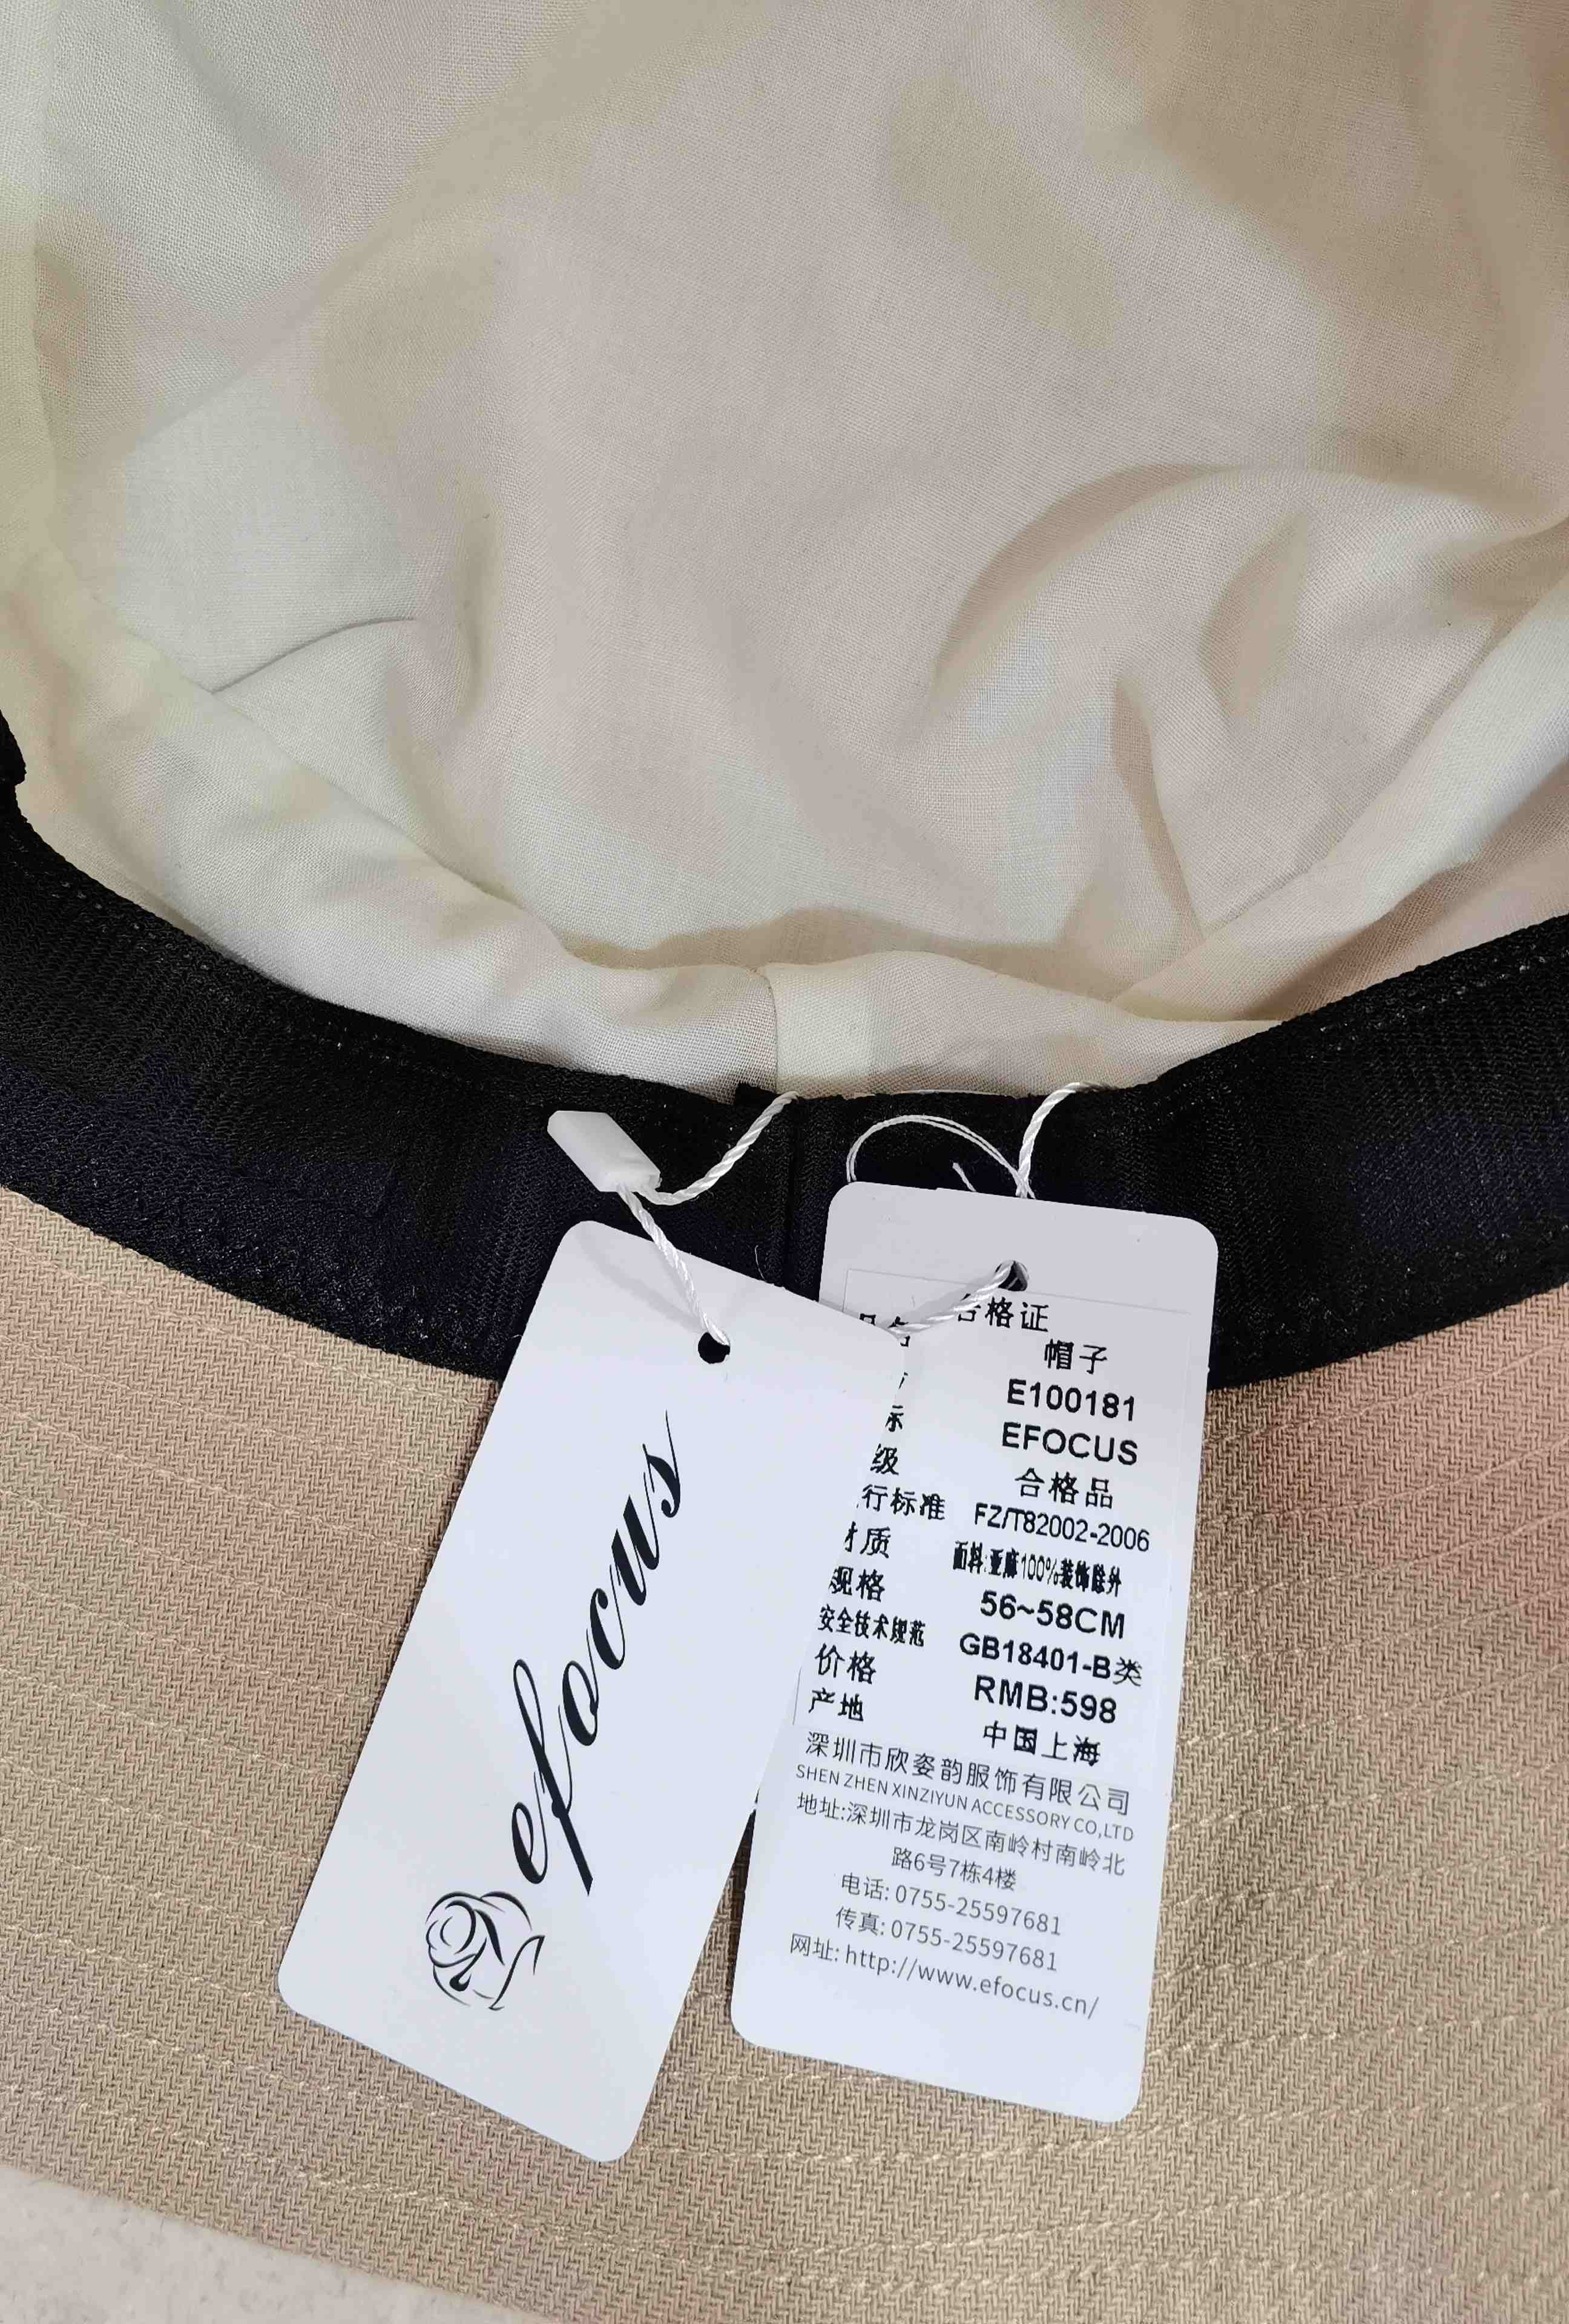 efocus
合格证
品名 帽子
E100181
标 EFOCUS
级 合格品
行标准 FZ/T82002-2006
材质 面料:亚麻100%装饰除外
规格 56~58CM
安全技术规范 GB18401-B类
价格 RMB:598
产地 中国上海
深圳市欣姿韵服饰有限公司
SHEN ZHEN XINZIYUN ACCESSORY CO,LTD
地址:深圳市龙岗区南岭村南岭北
路6号7栋4楼
电话: 0755-25597681
传真: 0755-25597681
网址: http://www.efocus.cn/